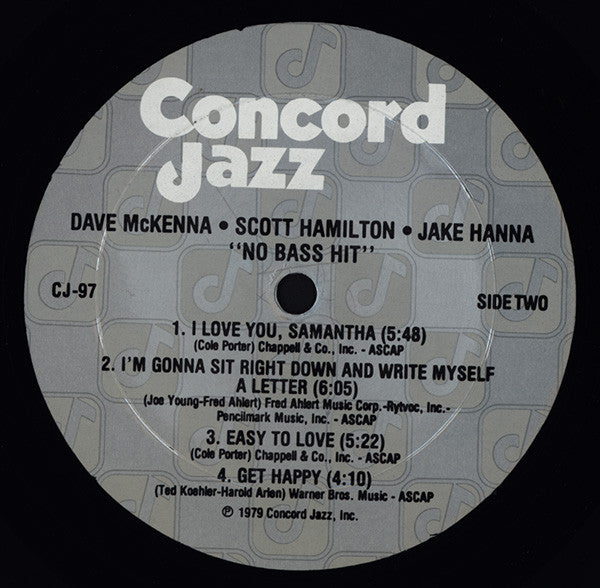 Concord
Jazz
DAVE McKENNA • SCOTT HAMILTON • JAKE HANNA
"NO BASS HIT"
CJ-97
SIDE TWO
1. I LOVE YOU, SAMANTHA (5:48)
(Cole Porter) Chappell & Co., Inc. - ASCAP
2. I'M GONNA SIT RIGHT DOWN AND WRITE MYSELF
A LETTER (6:05)
(Joe Young-Fred Ahlert) Fred Ahlert Music Corp.-Rytvoc, Inc.-
Pencilmark Music, Inc. - ASCAP
3. EASY TO LOVE (5:22)
(Cole Porter) Chappell & Co., Inc. - ASCAP
4. GET HAPPY (4:10)
(Ted Koehler-Harold Arlen) Warner Bros. Music - ASCAP
℗ 1979 Concord Jazz, Inc.